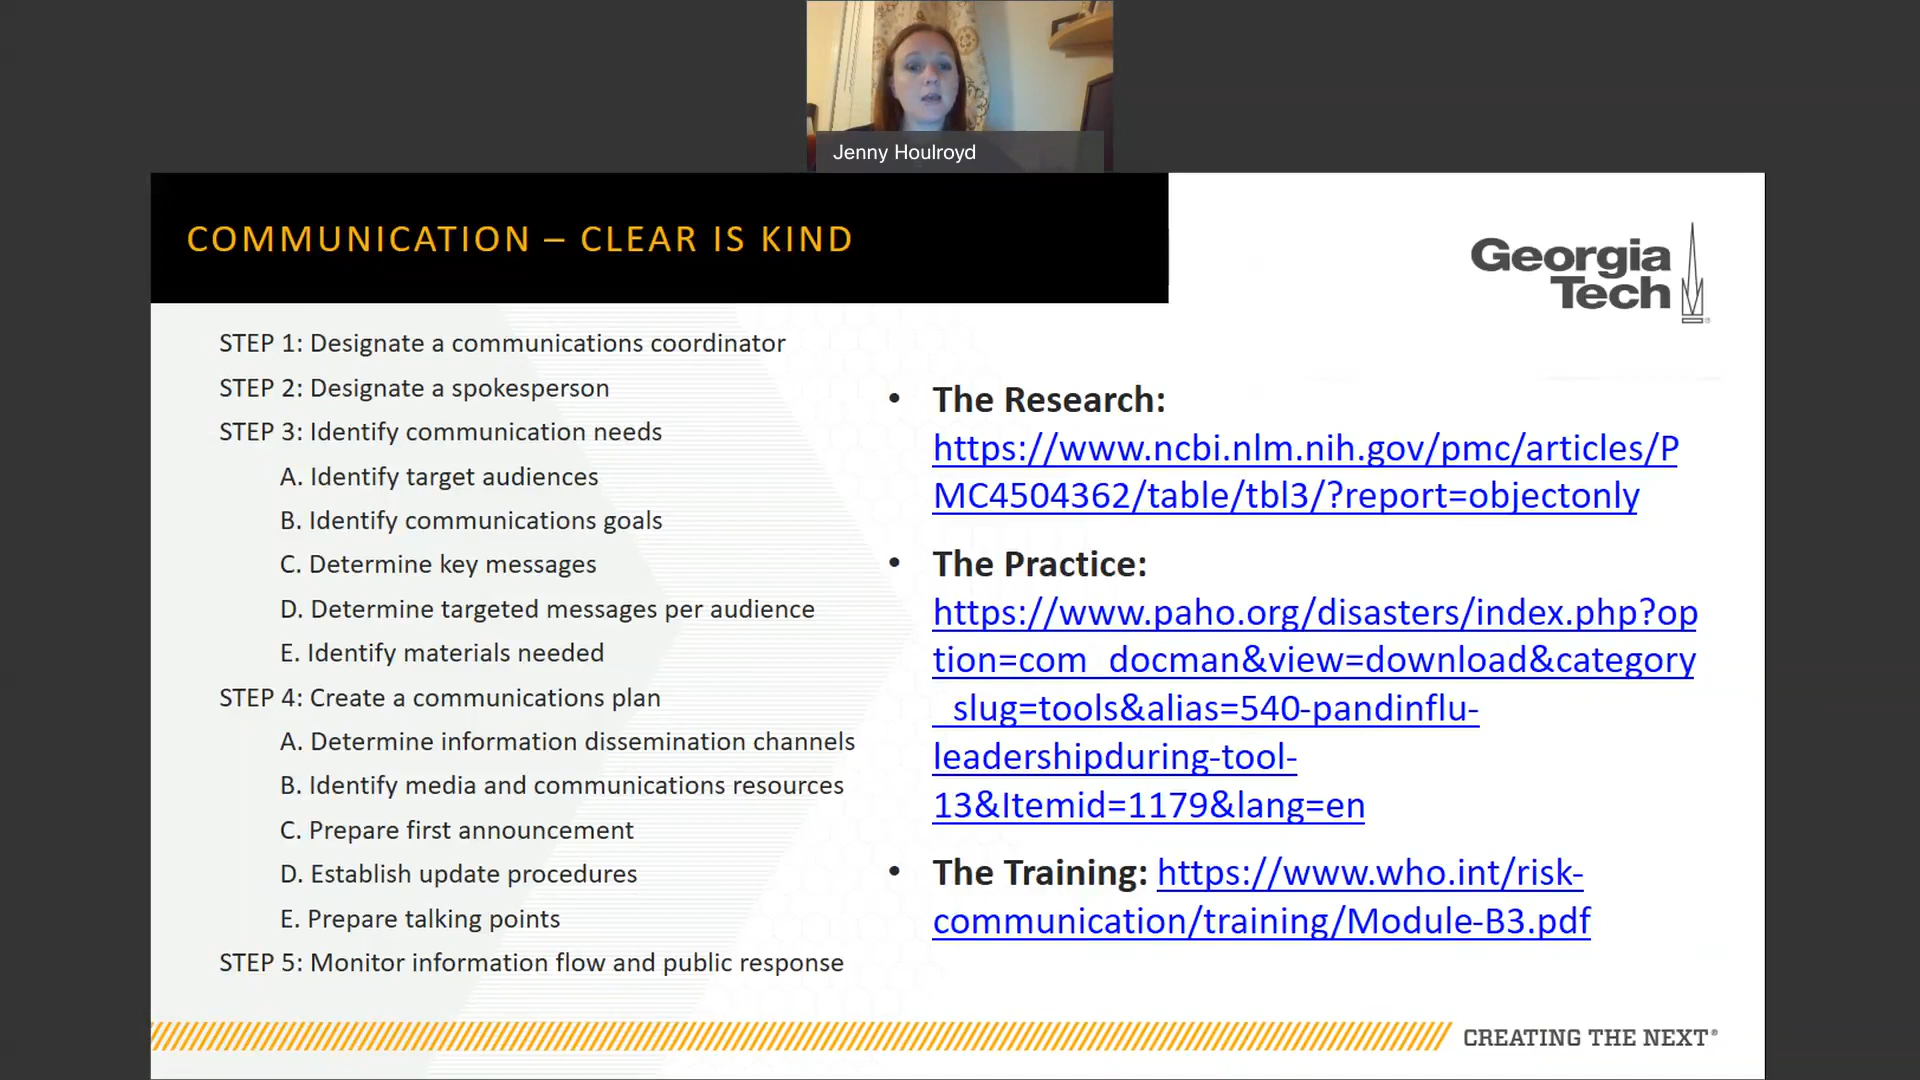 Jenny Houlroyd
COMMUNICATION – CLEAR IS KIND
Georgia
Tech
STEP 1: Designate a communications coordinator
STEP 2: Designate a spokesperson
STEP 3: Identify communication needs
A. Identify target audiences
B. Identify communications goals
C. Determine key messages
D. Determine targeted messages per audience
E. Identify materials needed
STEP 4: Create a communications plan
A. Determine information dissemination channels
B. Identify media and communications resources
C. Prepare first announcement
D. Establish update procedures
E. Prepare talking points
STEP 5: Monitor information flow and public response
• The Research:
https://www.ncbi.nlm.nih.gov/pmc/articles/P
MC4504362/table/tbl3/?report=objectonly
• The Practice:
https://www.paho.org/disasters/index.php?op
tion=com_docman&view=download&category
_slug=tools&alias=540-pandinflu-
leadershipduring-tool-
13&Itemid=1179&lang=en
• The Training: https://www.who.int/risk-
communication/training/Module-B3.pdf
CREATING THE NEXT®